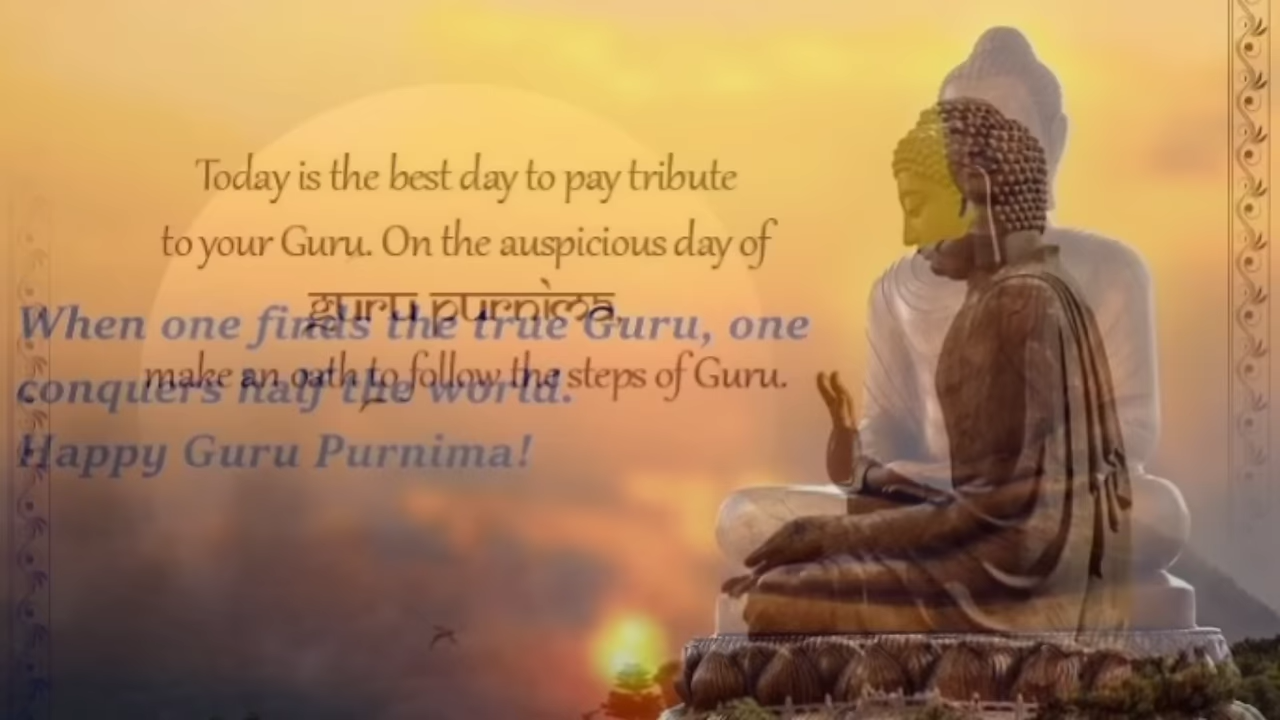 Today is the best day to pay tribute
to your Guru. On the auspicious day of
guru purnima,
make an oath to follow the steps of Guru.
When one finds the true Guru, one
conquers half the world.
Happy Guru Purnima!